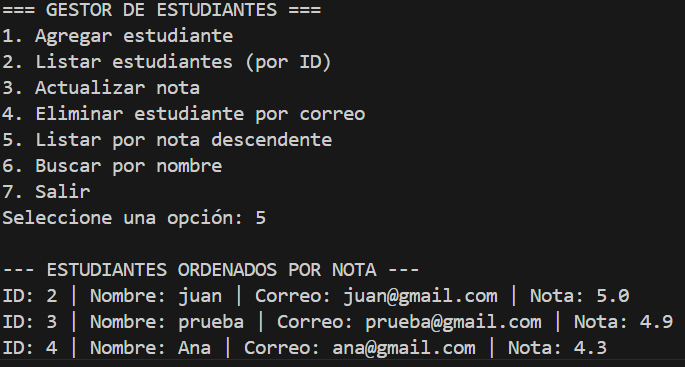 === GESTOR DE ESTUDIANTES ===
1. Agregar estudiante
2. Listar estudiantes (por ID)
3. Actualizar nota
4. Eliminar estudiante por correo
5. Listar por nota descendente
6. Buscar por nombre
7. Salir
Seleccione una opción: 5
--- ESTUDIANTES ORDENADOS POR NOTA ---
ID: 2 | Nombre: juan | Correo: juan@gmail.com | Nota: 5.0
ID: 3 | Nombre: prueba | Correo: prueba@gmail.com | Nota: 4.9
ID: 4 | Nombre: Ana | Correo: ana@gmail.com | Nota: 4.3